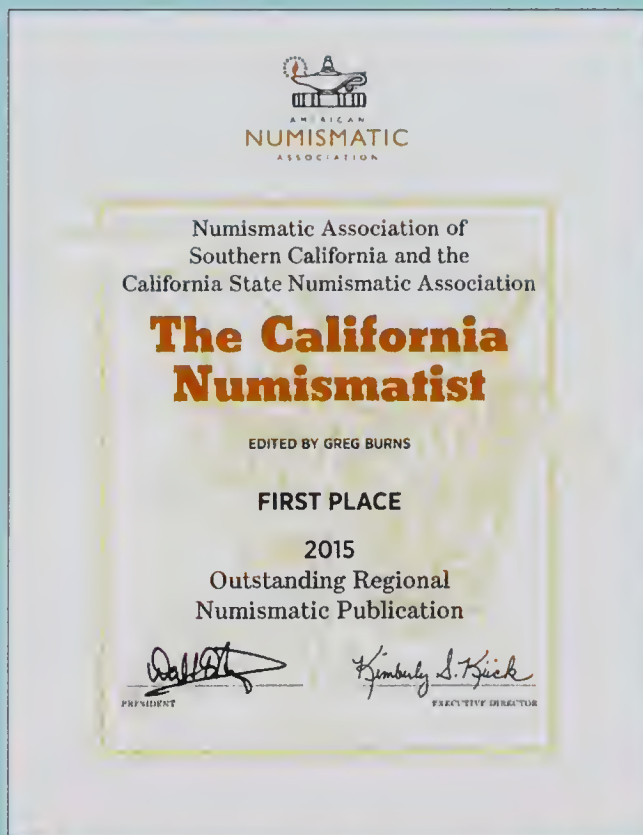 AMERICAN
NUMISMATIC
ASSOCIATION
Numismatic Association of
Southern California and the
California State Numismatic Association
The California
Numismatist
EDITED BY GREG BURNS
FIRST PLACE
2015
Outstanding Regional
Numismatic Publication
Kimberly S. Kiick
PRESIDENT
EXECUTIVE DIRECTOR